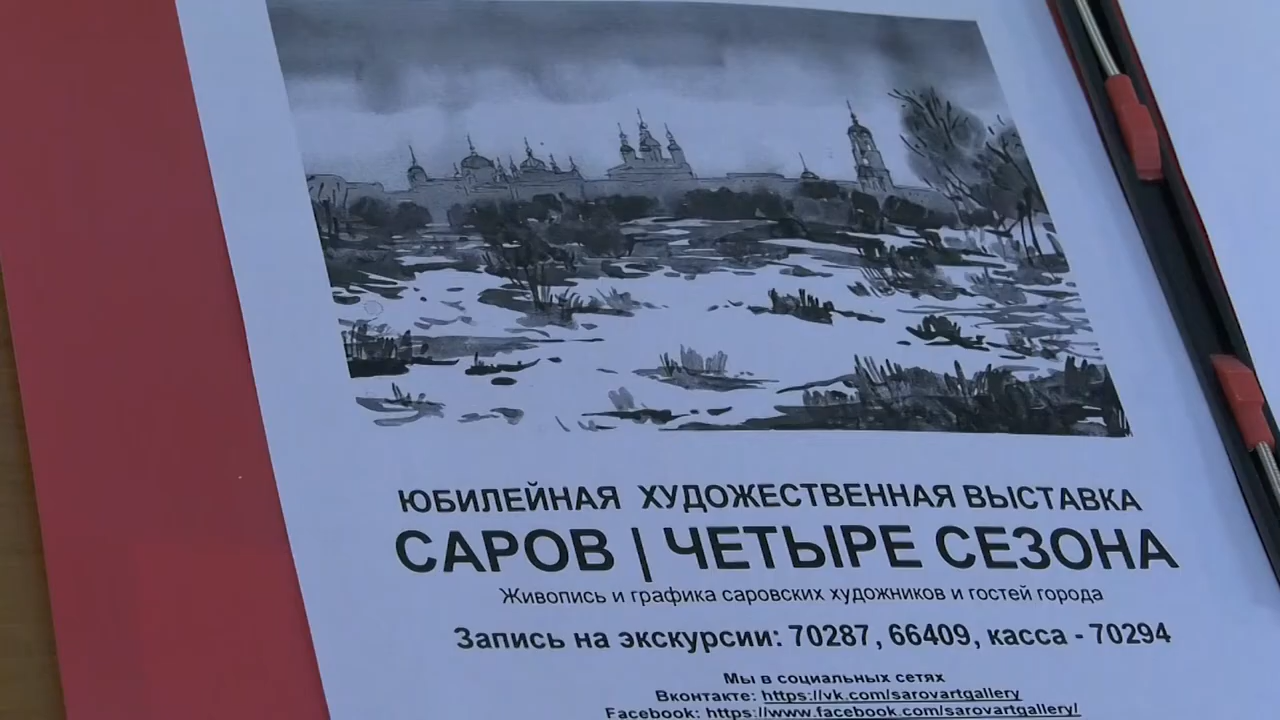 ЮБИЛЕЙНАЯ ХУДОЖЕСТВЕННАЯ ВЫСТАВКА
САРОВ | ЧЕТЫРЕ СЕЗОНА
Живопись и графика саровских художников и гостей города
Запись на экскурсии: 70287, 66409, касса - 70294
Мы в социальных сетях
Вконтакте: https://vk.com/sarovartgallery
Facebook: https://www.facebook.com/sarovartgallery/